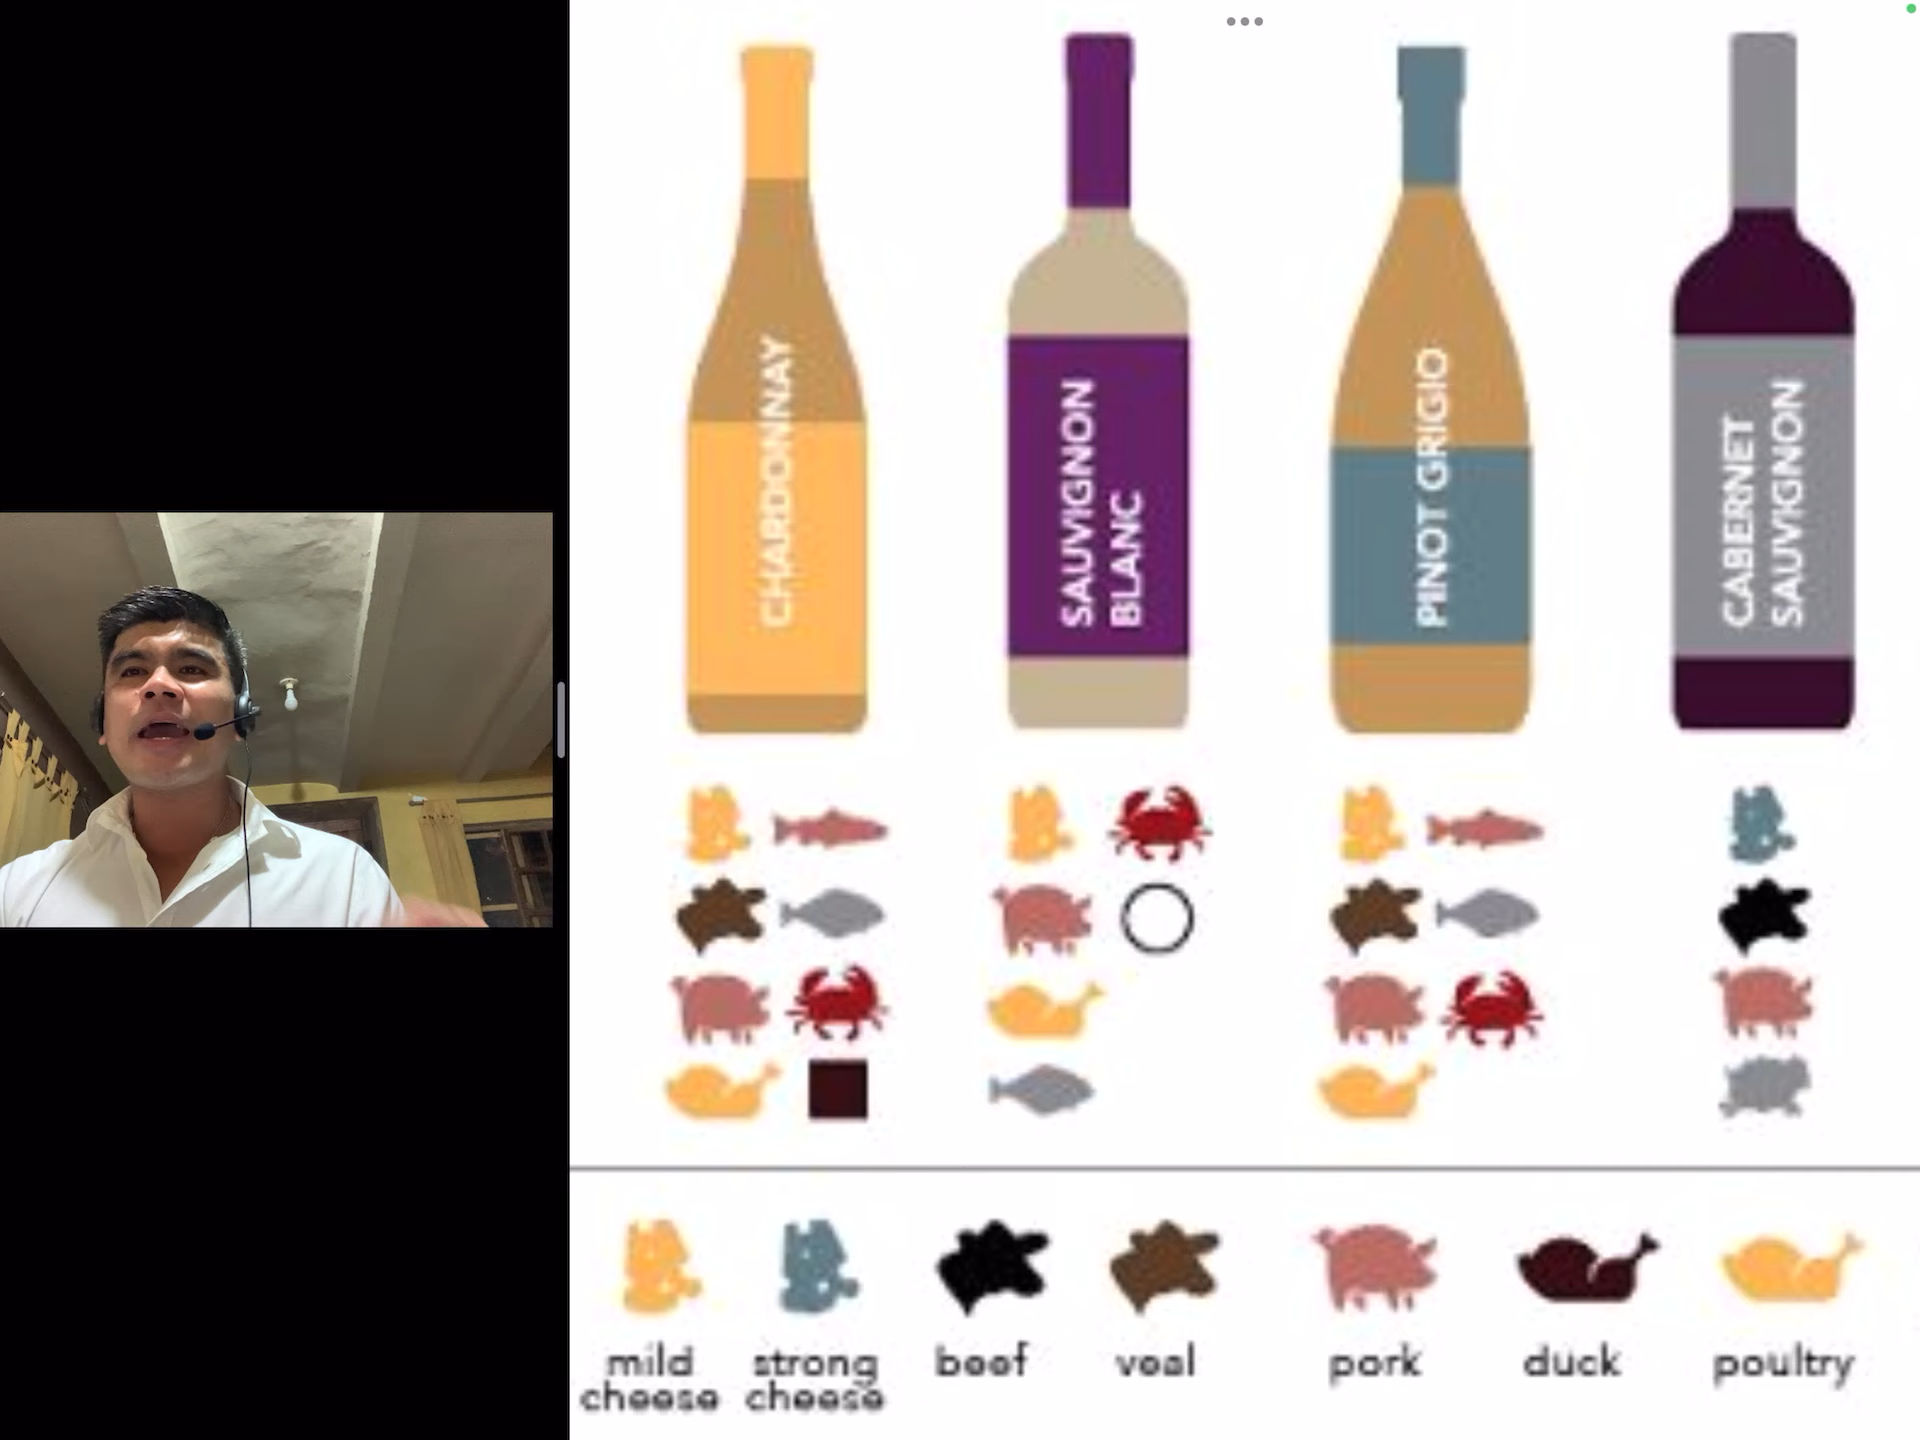 CHARDONNAY
SAUVIGNON
BLANC
PINOT GRIGIO
CABERNET
SAUVIGNON
mild
cheese
strong
cheese
beef
veal
pork
duck
poultry